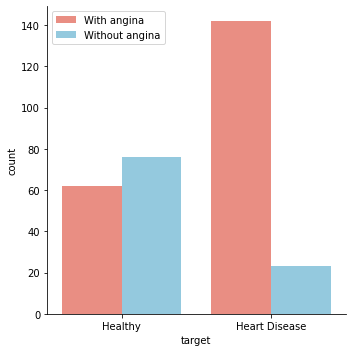 With angina
Without angina
140
120
100
80
60
40
20
0
count
Healthy
Heart Disease
target